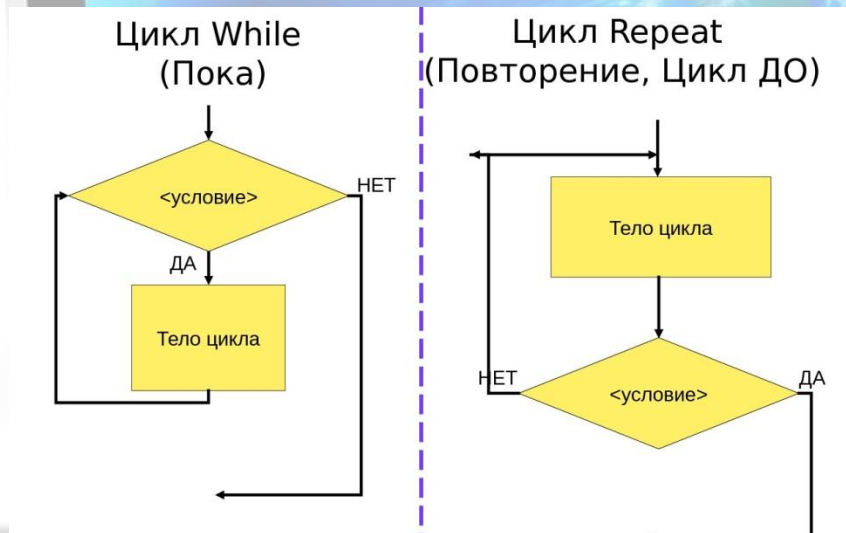 Цикл While
(Пока)
<условие>
НЕТ
ДА
Тело цикла
Цикл Repeat
(Повторение, Цикл ДО)
Тело цикла
НЕТ
<условие>
ДА